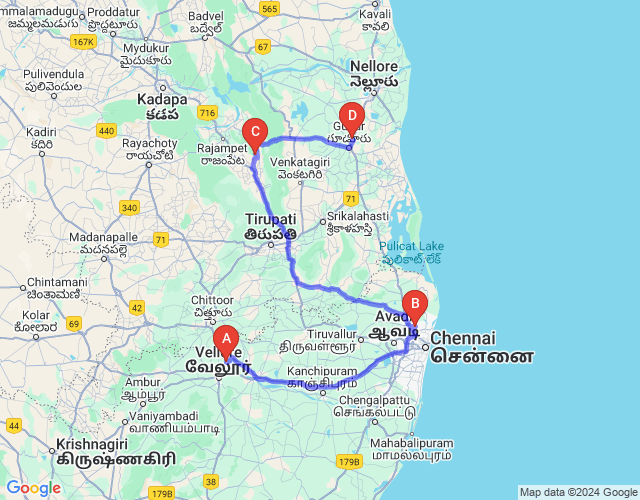 mmalamadugu
జమ్మలమడుగు
Proddatur
ప్రొద్దుటూరు
Badvel
బద్వేల్
Kavali
కావలి
167K
Mydukur
మైదుకూరు
67
565
Nellore
నెల్లూరు
Pulivendula
పులివెందుల
Kadapa
కడప
716
D
C
Gudur
గూడూరు
Kadiri
కదిరి
440
Rayachoty
రాయచోటి
Rajampet
రాజంపేట
Venkatagiri
వెంకటగిరి
340
71
Tirupati
తిరుపతి
Srikalahasti
శ్రీకాళహస్తి
Madanapalle
మదనపల్లె
71
Pulicat Lake
పులికాట్ లేక్
Chintamani
ಚಿಂತಾಮಣಿ
Chittoor
చిత్తూరు
42
B
Kolar
ಕೋಲಾರ
69
Avadi
ஆவடி
A
Tiruvallur
திருவள்ளூர்
Chennai
சென்னை
Vellore
வேலூர்
Kanchipuram
காஞ்சிபுரம்
Ambur
ஆம்பூர்
Chengalpattu
செங்கல்பட்டு
Vaniyambadi
வாணியம்பாடி
Mahabalipuram
மாமல்லபுரம்
Krishnagiri
கிருஷ்ணகிரி
179B
38
179B
Google
Map data ©2024 Google